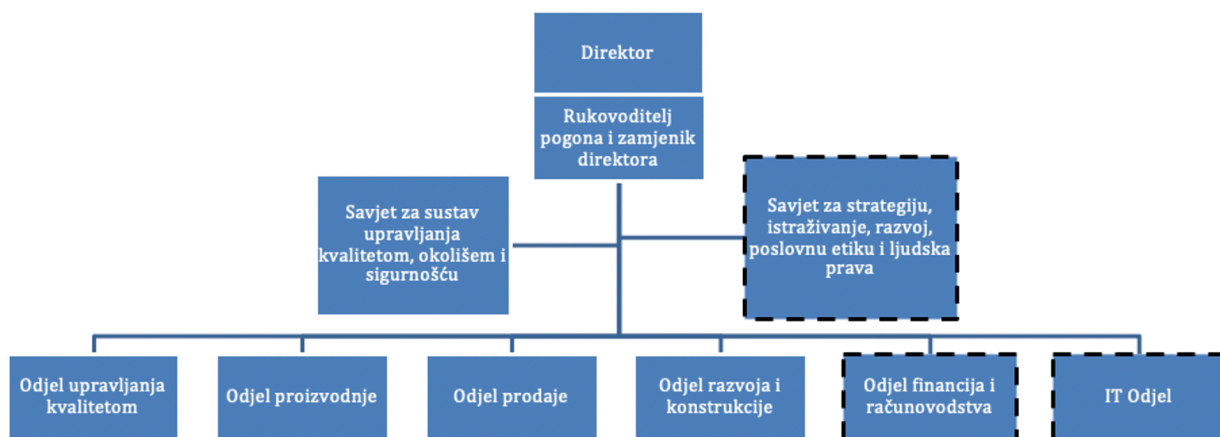 Direktor
Rukovoditelj
pogona i zamjenik
direktora
Savjet za sustav
upravljanja
kvalitetom, okolišem i
sigurnošću
Savjet za strategiju,
istraživanje, razvoj,
poslovnu etiku i ljudska
prava
Odjel upravljanja
kvalitetom
Odjel proizvodnje
Odjel prodaje
Odjel razvoja i
konstrukcije
Odjel financija i
računovodstva
IT Odjel